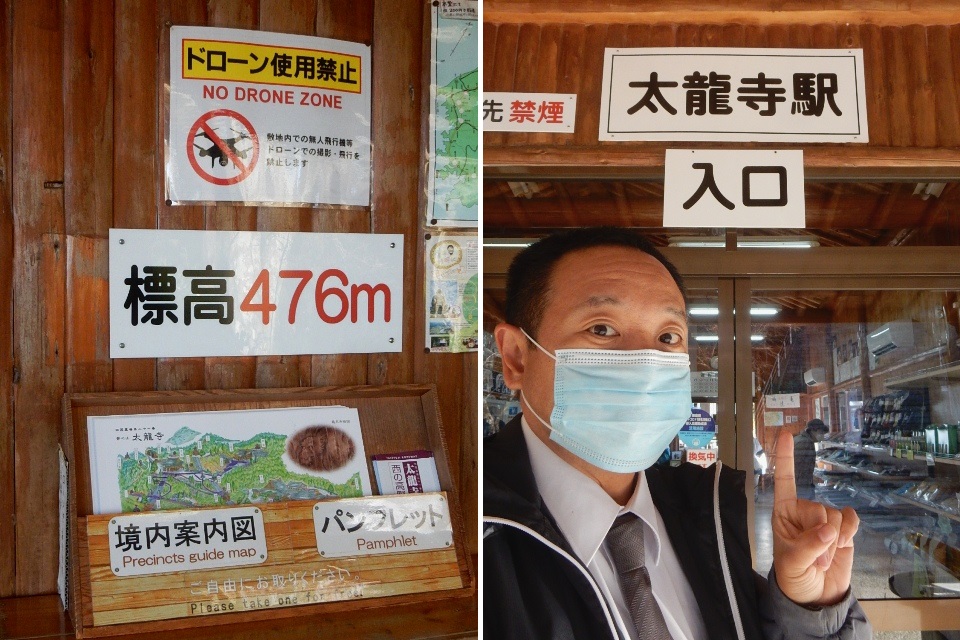 ドローン使用禁止
NO DRONE ZONE
敷地内での無人飛行機等
ドローンでの撮影・飛行を
禁止します
標高476m
太龍寺
境内案内図
Precincts guide map
パンフレット
Pamphlet
ご自由にお取りください。
Please take one for free!
先 禁煙
太龍寺駅
入口
換気中